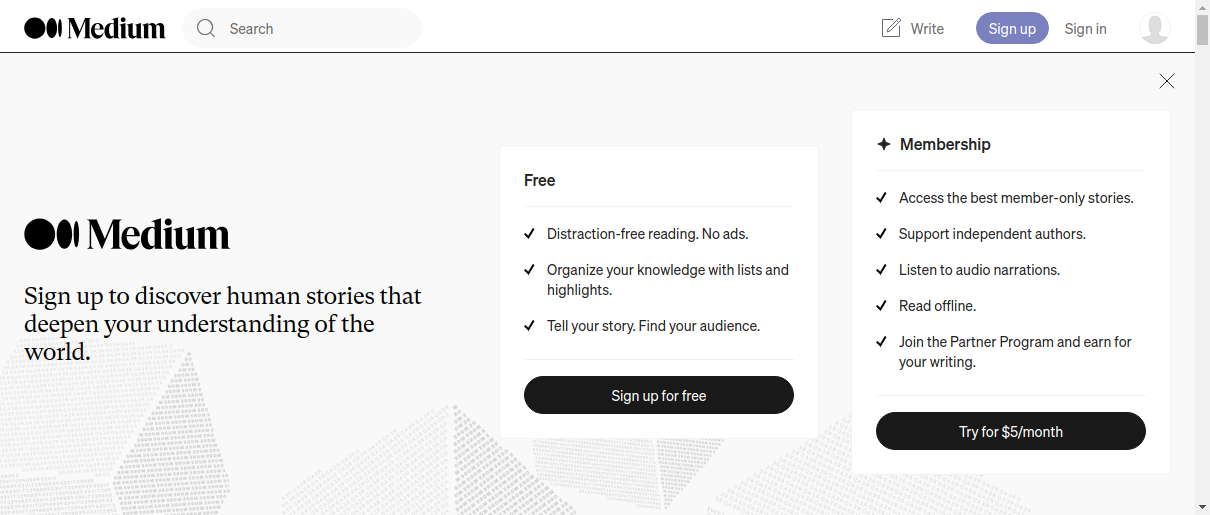 Medium
Search
Write
Sign up
Sign in
Medium
Sign up to discover human stories that
deepen your understanding of the
world.
Free
Distraction-free reading. No ads.
Organize your knowledge with lists and
highlights.
Tell your story. Find your audience.
Sign up for free
Membership
Access the best member-only stories.
Support independent authors.
Listen to audio narrations.
Read offline.
Join the Partner Program and earn for
your writing.
Try for $5/month